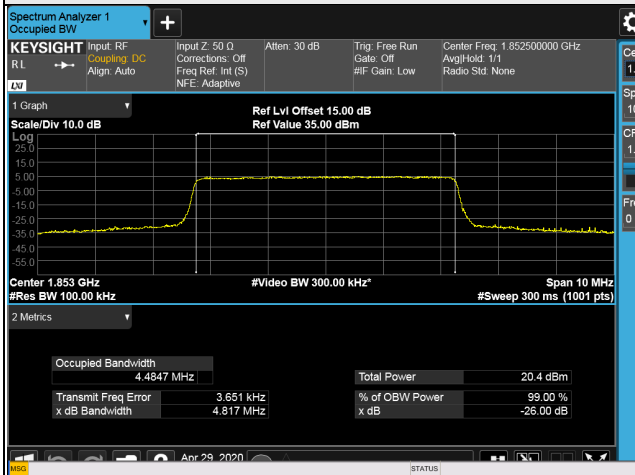 Spectrum Analyzer 1
Occupied BW
KEYSIGHT
RL
LXI
Input: RF
Coupling: DC
Align: Auto
Input Z: 50 Ω
Corrections: Off
Freq Ref: Int (S)
NFE: Adaptive
Atten: 30 dB
Trig: Free Run
Gate: Off
#IF Gain: Low
Center Freq: 1.852500000 GHz
Avg|Hold: 1/1
Radio Std: None
1 Graph
Scale/Div 10.0 dB
Ref Lvl Offset 15.00 dB
Ref Value 35.00 dBm
Log
25.0
15.0
5.00
-5.00
-15.0
-25.0
-35.0
-45.0
-55.0
Center 1.853 GHz
#Res BW 100.00 kHz
#Video BW 300.00 kHz*
Span 10 MHz
#Sweep 300 ms (1001 pts)
2 Metrics
Occupied Bandwidth
4.4847 MHz
Transmit Freq Error 3.651 kHz
x dB Bandwidth 4.817 MHz
Total Power 20.4 dBm
% of OBW Power 99.00 %
x dB -26.00 dB
Apr 29, 2020
MSG
STATUS